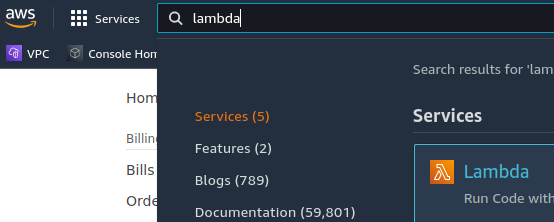 aws
Services
lambda
VPC
Console Hom
Search results for 'lam
Hom
Services (5)
Services
Billing
Features (2)
Bills
Blogs (789)
Lambda
Orde
Documentation (59,801)
Run Code with